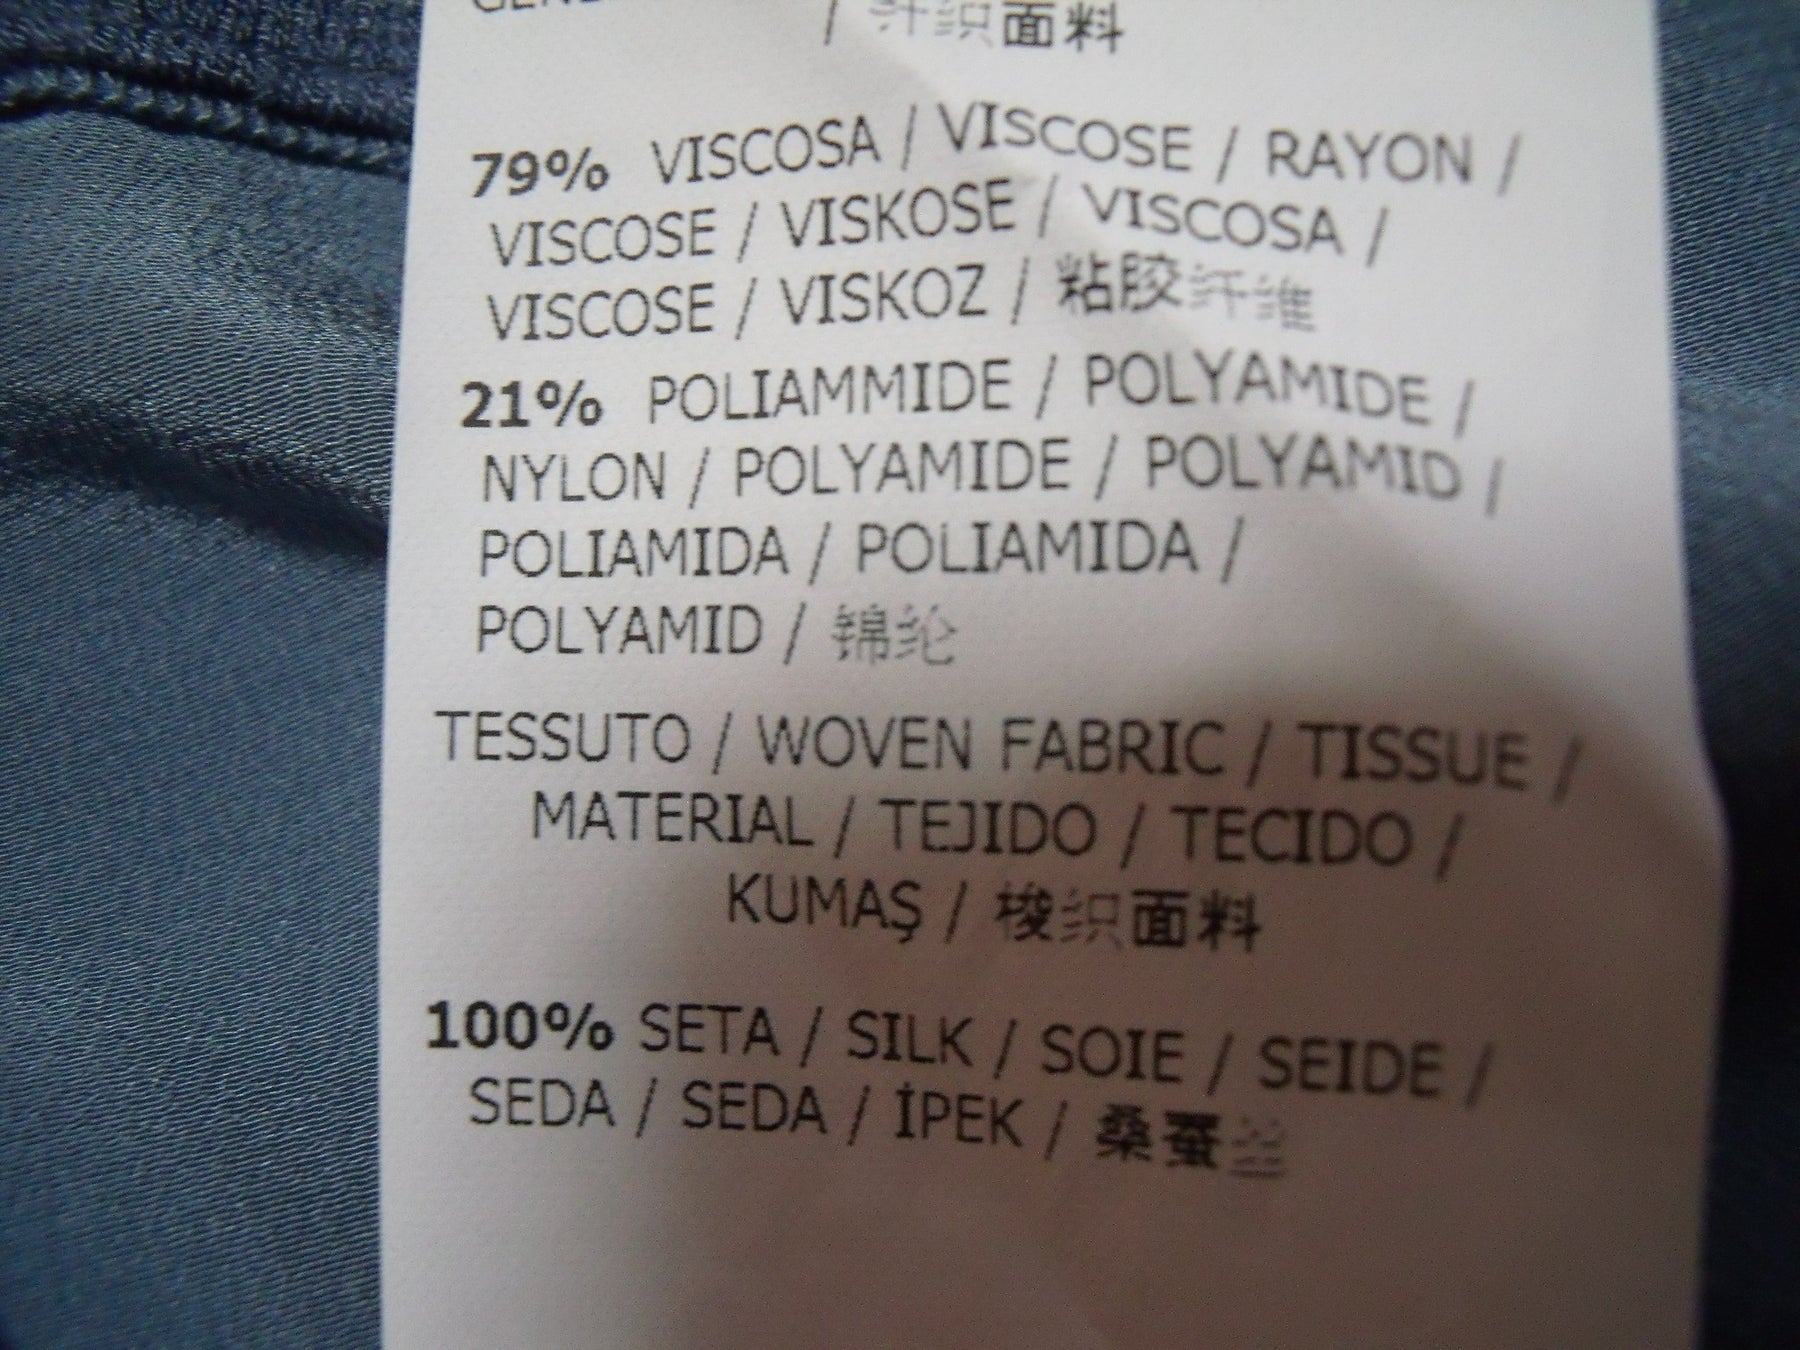 / 针织面料
79% VISCOSA / VISCOSE / RAYON /
VISCOSE / VISKOSE / VISCOSA /
VISCOSE / VISKOZ / 粘胶纤维
21% POLIAMMIDE / POLYAMIDE /
NYLON / POLYAMIDE / POLYAMID /
POLIAMIDA / POLIAMIDA /
POLYAMID / 锦纶
TESSUTO / WOVEN FABRIC / TISSUE /
MATERIAL / TEJIDO / TECIDO /
KUMAŞ / 梭织面料
100% SETA / SILK / SOIE / SEIDE /
SEDA / SEDA / İPEK / 桑蚕丝